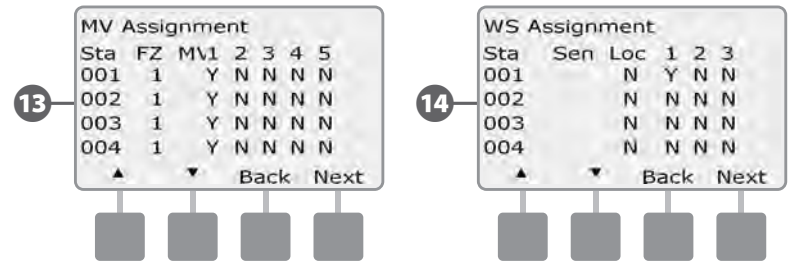 MV Assignment
Sta FZ MV1 2 3 4 5
001 1 Y N N N N
002 1 Y N N N N
003 1 Y N N N N
004 1 Y N N N N
▲ ▼ Back Next
13
WS Assignment
Sta Sen Loc 1 2 3
001 N Y N N
002 N N N N
003 N N N N
004 N N N N
▲ ▼ Back Next
14